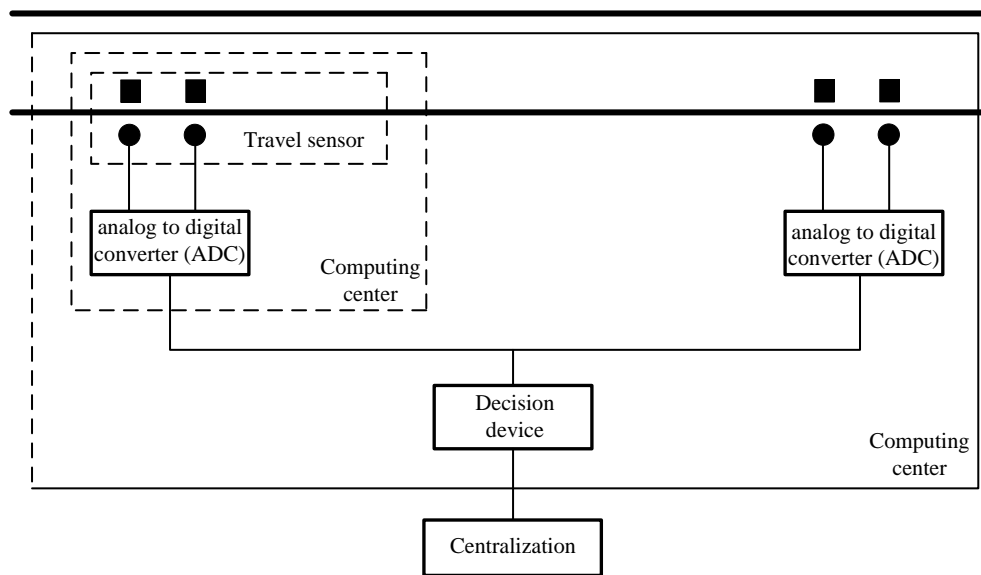 Travel sensor
analog to digital
converter (ADC)
analog to digital
converter (ADC)
Computing
center
Decision
device
Computing
center
Centralization